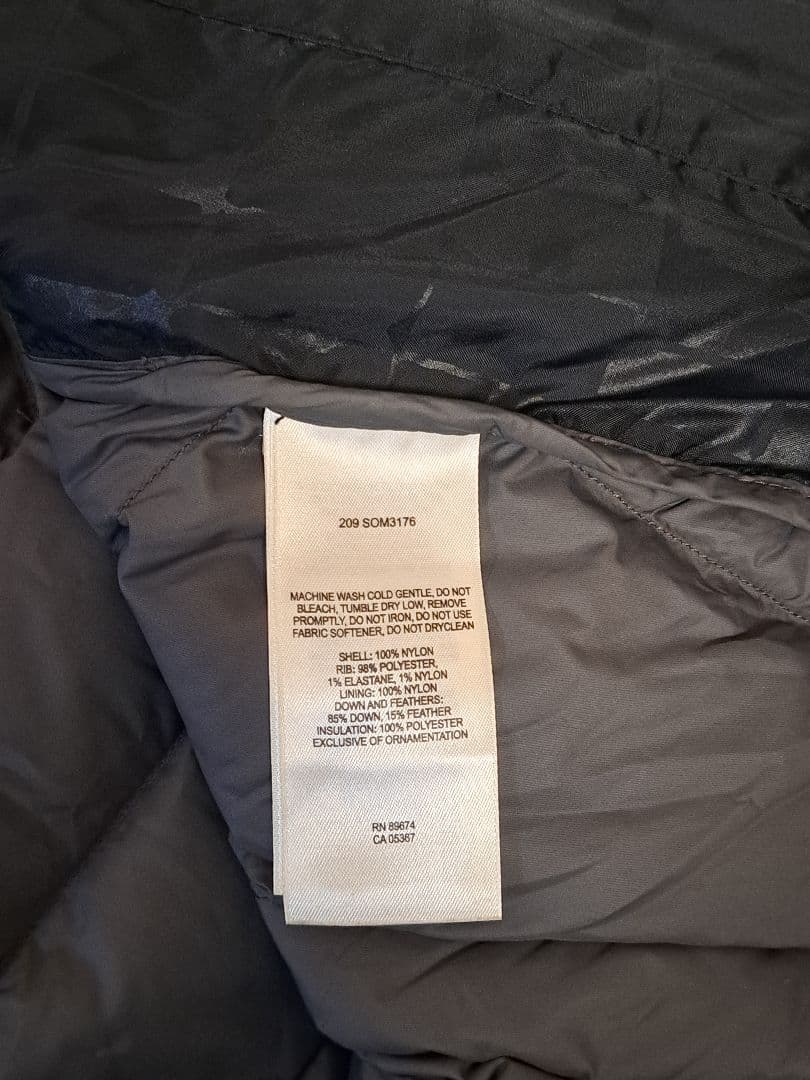 209 SOM3176
MACHINE WASH COLD GENTLE, DO NOT
BLEACH, TUMBLE DRY LOW, REMOVE
PROMPTLY, DO NOT IRON, DO NOT USE
FABRIC SOFTENER, DO NOT DRYCLEAN
SHELL: 100% NYLON
RIB: 98% POLYESTER,
1% ELASTANE, 1% NYLON
LINING: 100% NYLON
DOWN AND FEATHERS:
85% DOWN, 15% FEATHER
INSULATION: 100% POLYESTER
EXCLUSIVE OF ORNAMENTATION
RN 89674
CA 05367